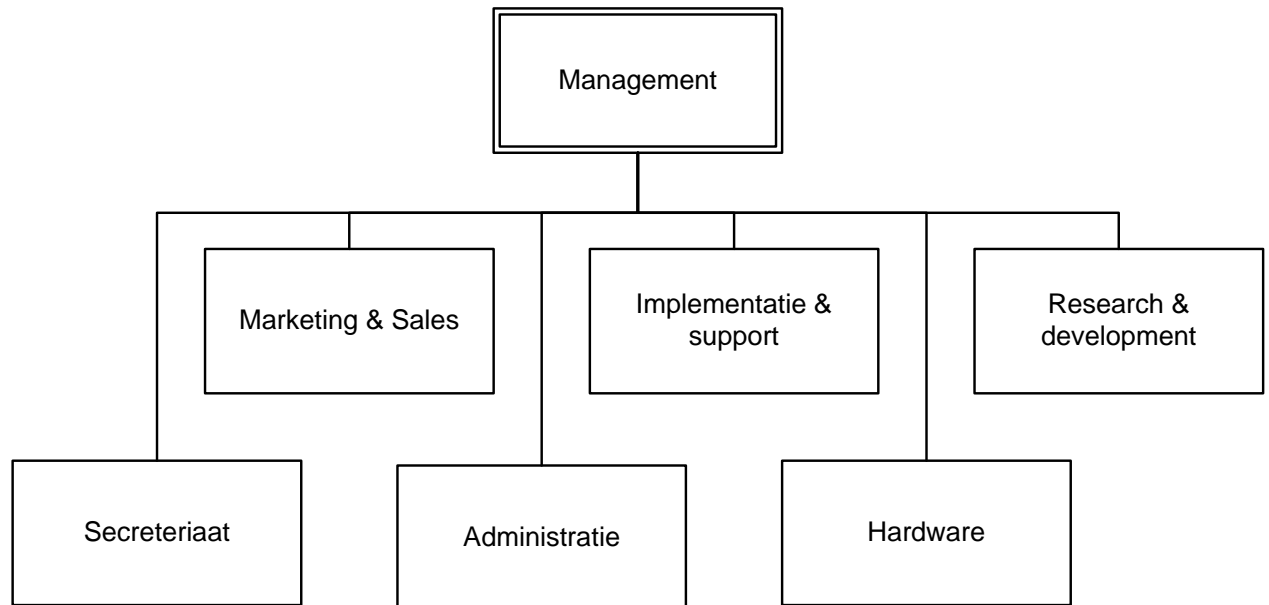 Management
Marketing & Sales
Implementatie &
support
Research &
development
Secreteriaat
Administratie
Hardware